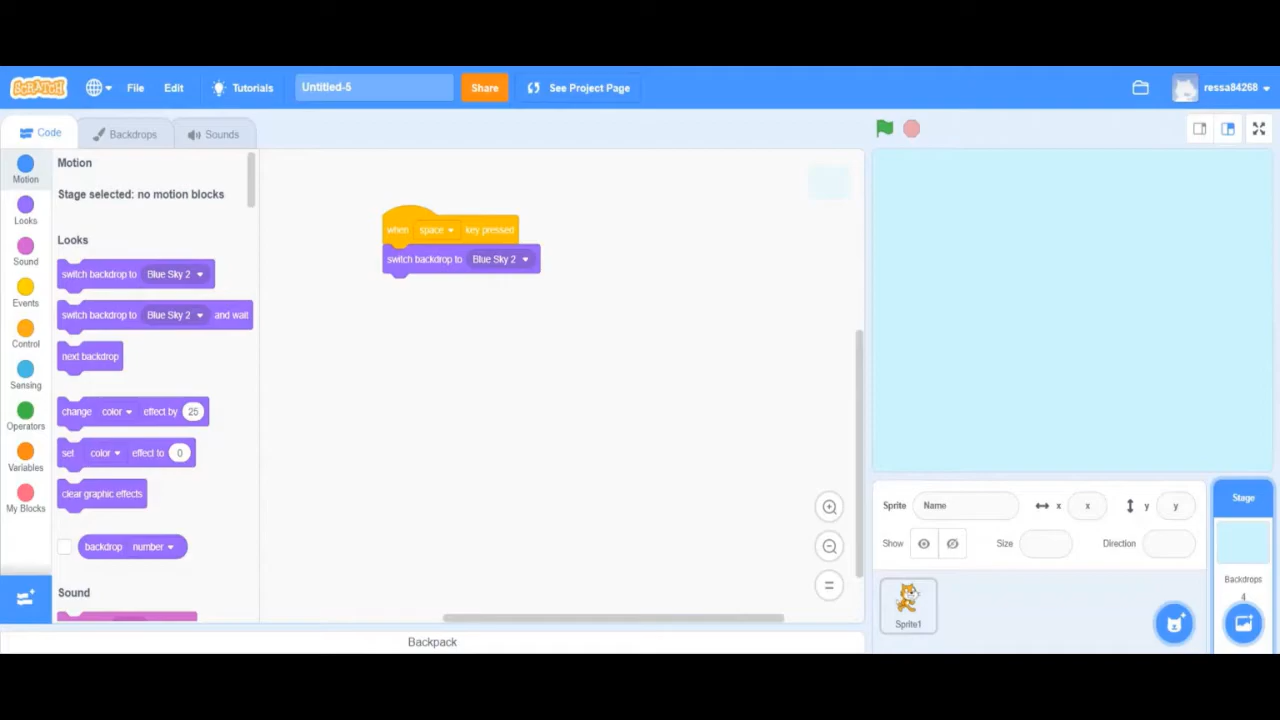 SCRATCH
File
Edit
Tutorials
Untitled-5
Share
See Project Page
ressa84268
Code
Backdrops
Sounds
Motion
Looks
Sound
Events
Control
Sensing
Operators
Variables
My Blocks
Motion
Stage selected: no motion blocks
Looks
switch backdrop to Blue Sky 2
switch backdrop to Blue Sky 2 and wait
next backdrop
change color effect by 25
set color effect to 0
clear graphic effects
backdrop number
Sound
when space key pressed
switch backdrop to Blue Sky 2
Backpack
Sprite Name x x y y
Show Size Direction
Sprite1
Stage
Backdrops
4